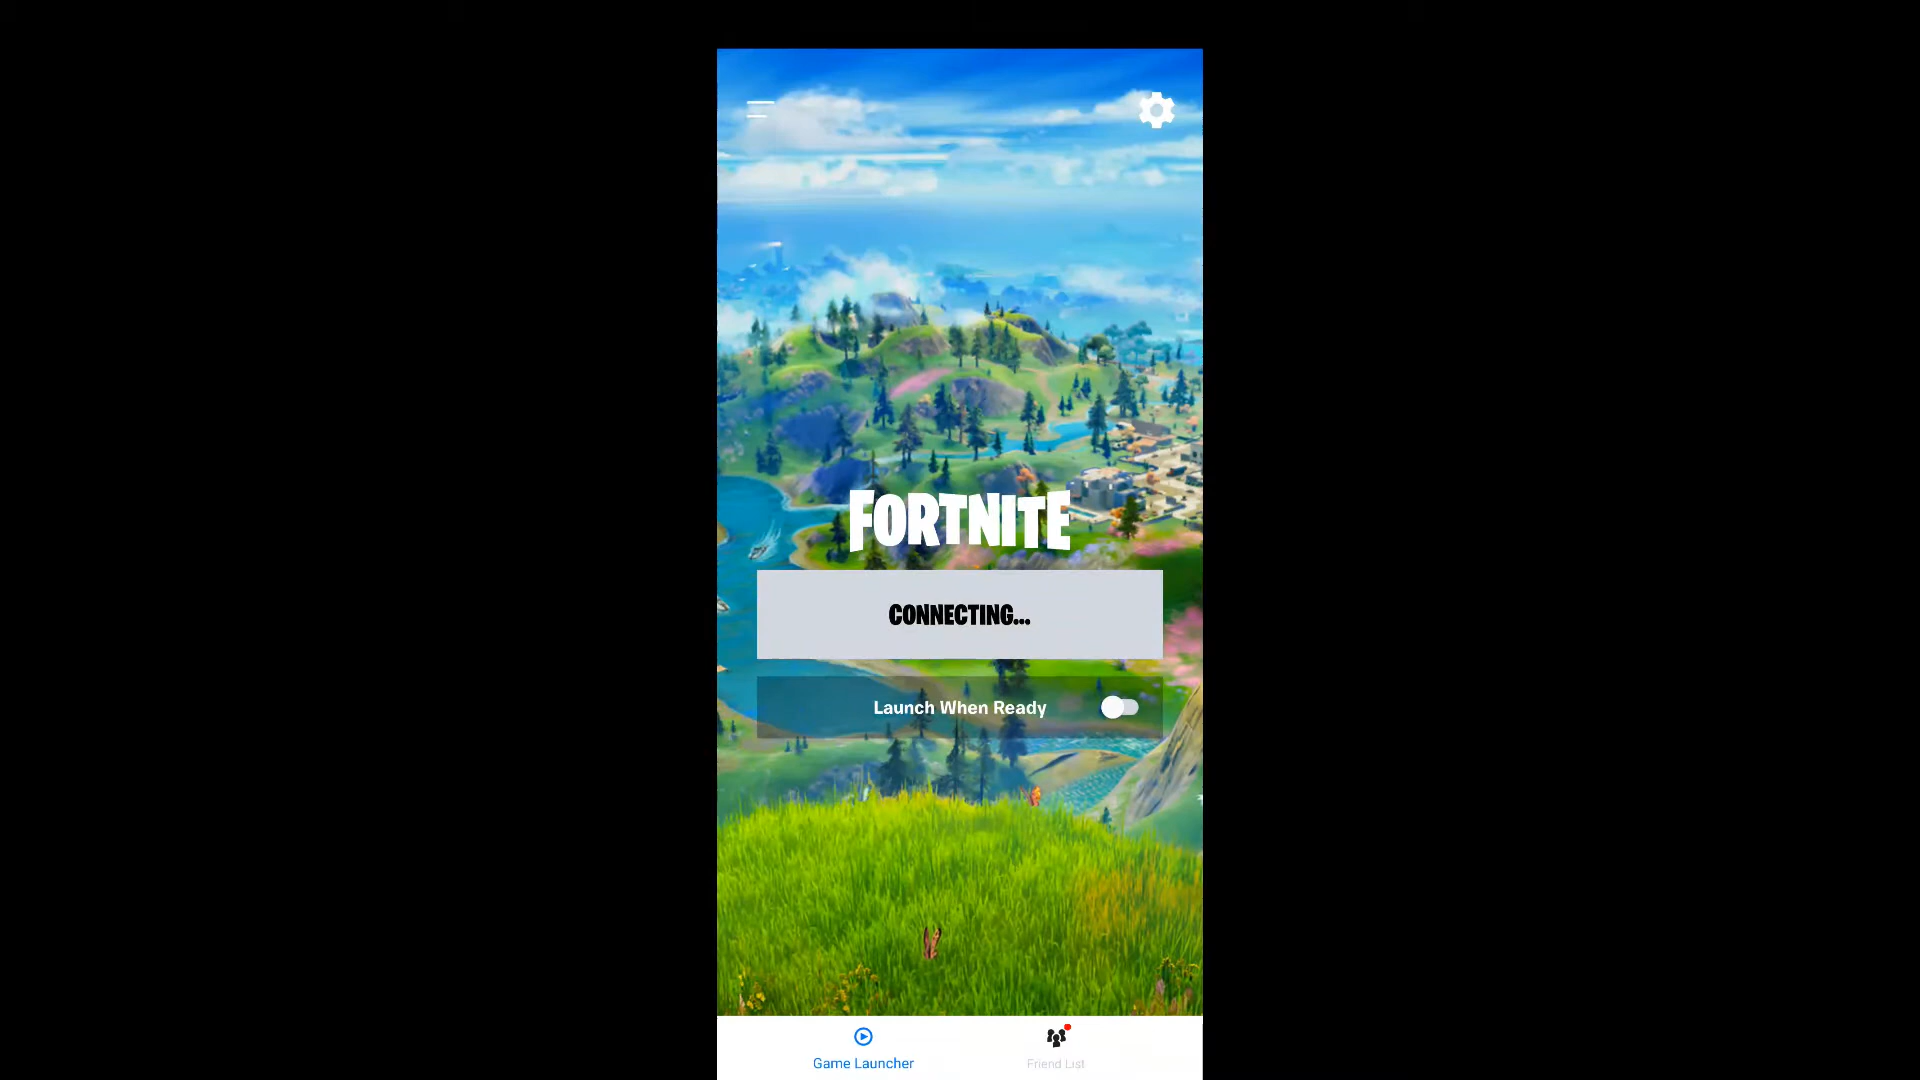 FORTNITE
CONNECTING...
Launch When Ready
Game Launcher
Friend List